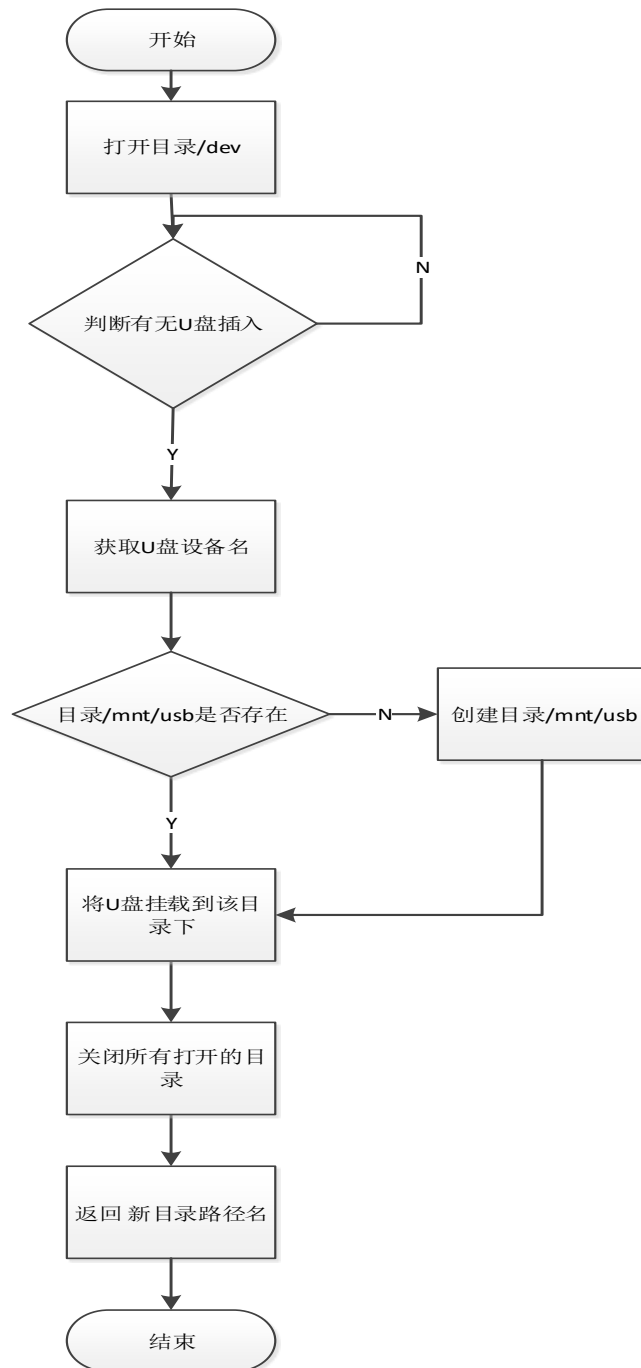 开始
打开目录/dev
判断有无U盘插入
N
Y
获取U盘设备名
目录/mnt/usb是否存在
N
创建目录/mnt/usb
Y
将U盘挂载到该目
录下
关闭所有打开的目
录
返回 新目录路径名
结束